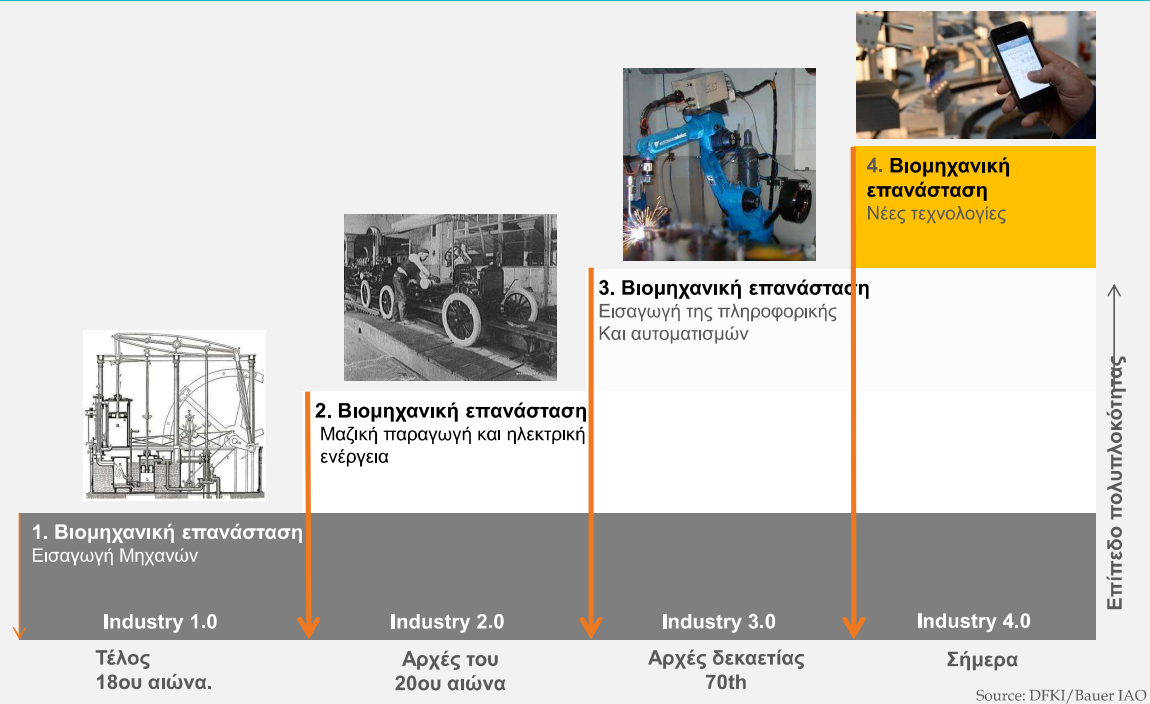 4. Βιομηχανική
επανάσταση
Νέες τεχνολογίες
3. Βιομηχανική επανάσταση
Εισαγωγή της πληροφορικής
Και αυτοματισμών
2. Βιομηχανική επανάσταση
Μαζική παραγωγή και ηλεκτρική
ενέργεια
1. Βιομηχανική επανάσταση
Εισαγωγή Μηχανών
Επίπεδο πολυπλοκότητας
Industry 1.0
Industry 2.0
Industry 3.0
Industry 4.0
Τέλος
18ου αιώνα.
Αρχές του
20ου αιώνα
Αρχές δεκαετίας
70th
Σήμερα
Source: DFKI/Bauer IAO